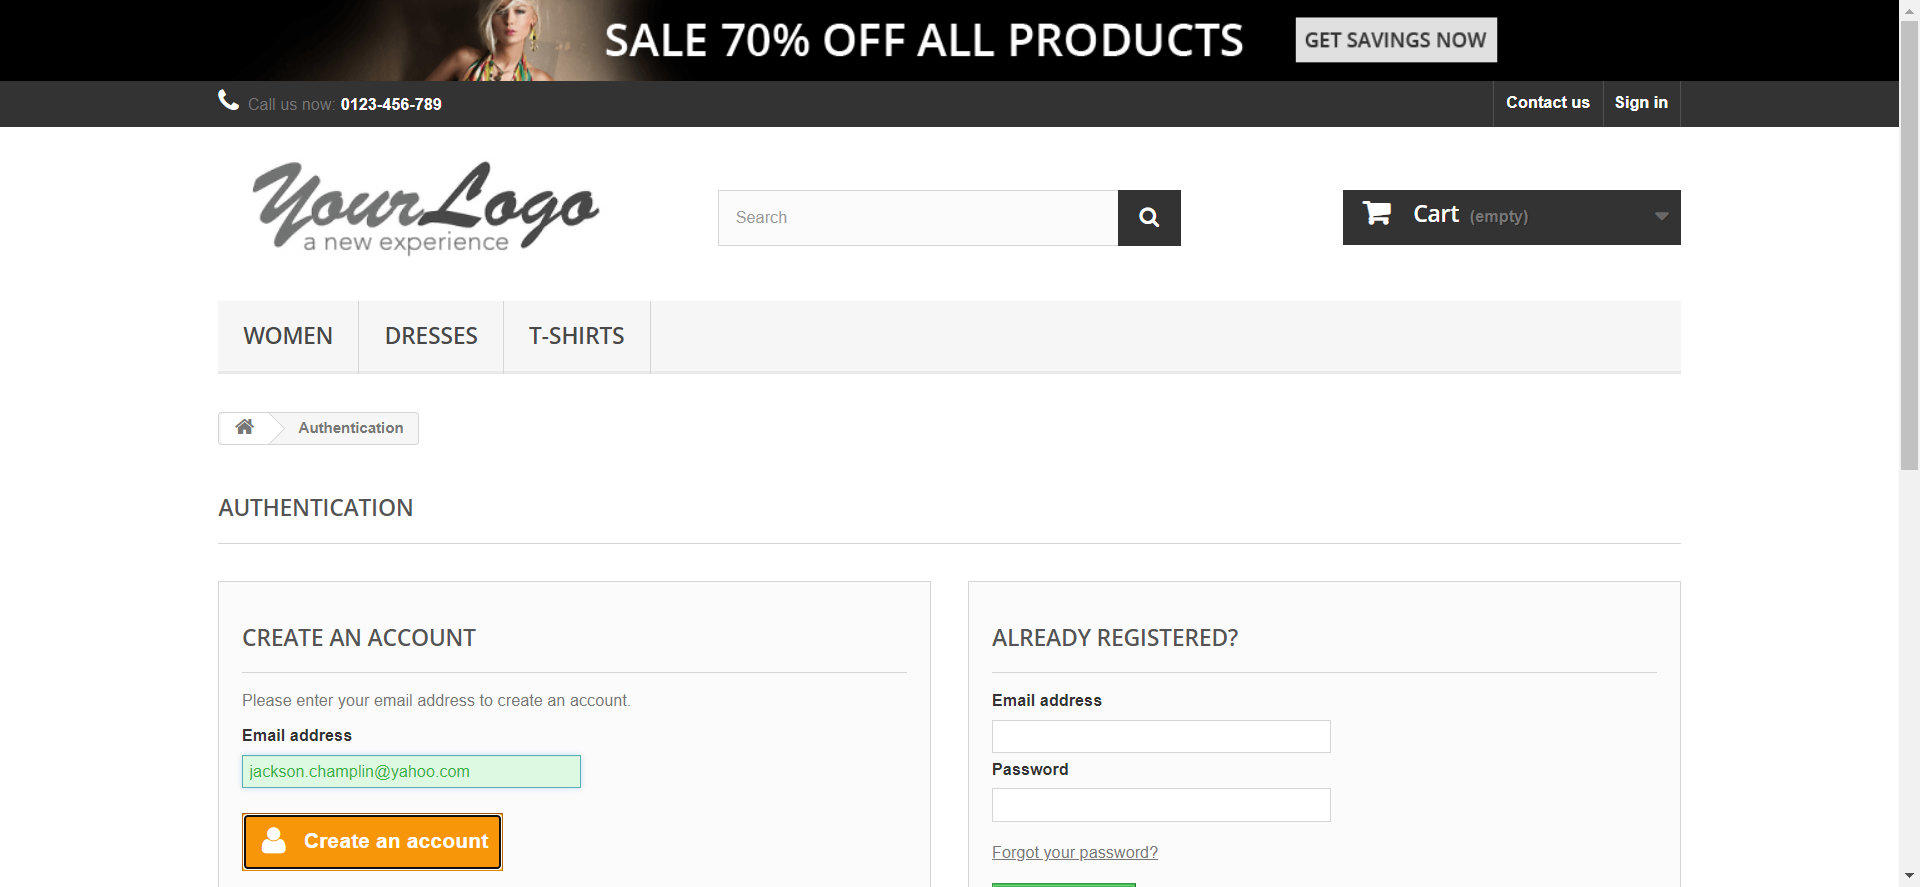 SALE 70% OFF ALL PRODUCTS
GET SAVINGS NOW
Call us now: 0123-456-789
Contact us
Sign in
YourLogo
a new experience
Search
Cart (empty)
WOMEN
DRESSES
T-SHIRTS
Authentication
AUTHENTICATION
CREATE AN ACCOUNT
Please enter your email address to create an account.
Email address
jackson.champlin@yahoo.com
Create an account
ALREADY REGISTERED?
Email address
Password
Forgot your password?